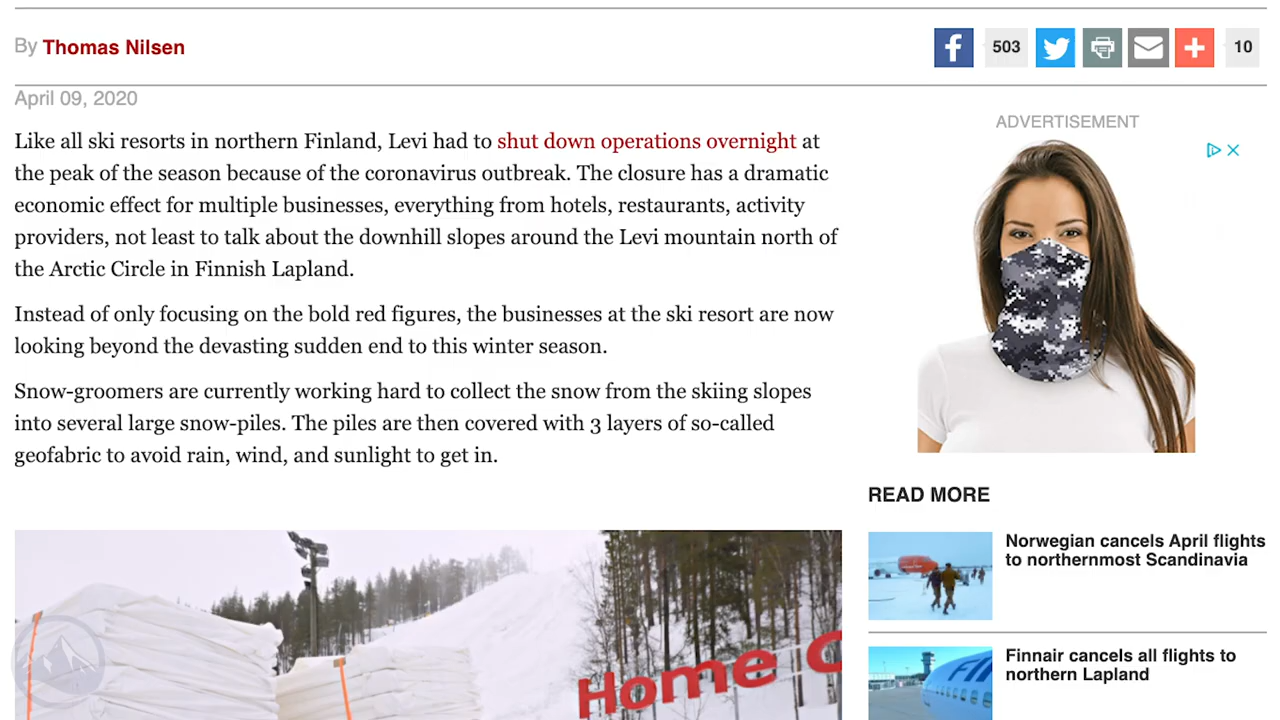 By Thomas Nilsen
503
10
April 09, 2020
Like all ski resorts in northern Finland, Levi had to shut down operations overnight at
the peak of the season because of the coronavirus outbreak. The closure has a dramatic
economic effect for multiple businesses, everything from hotels, restaurants, activity
providers, not least to talk about the downhill slopes around the Levi mountain north of
the Arctic Circle in Finnish Lapland.
Instead of only focusing on the bold red figures, the businesses at the ski resort are now
looking beyond the devasting sudden end to this winter season.
Snow-groomers are currently working hard to collect the snow from the skiing slopes
into several large snow-piles. The piles are then covered with 3 layers of so-called
geofabric to avoid rain, wind, and sunlight to get in.
Home C
ADVERTISEMENT
READ MORE
Norwegian cancels April flights
to northernmost Scandinavia
Finnair cancels all flights to
northern Lapland
FIN